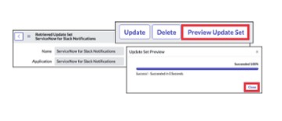 Update Delete Preview Update Set
Retrieved Update Set
ServiceNow for Slack Notifications
Name ServiceNow for Slack Notifications
Application ServiceNow for Slack Notifications
Update Set Preview
Succeeded 100%
Success - Succeeded in 0 Seconds
Close